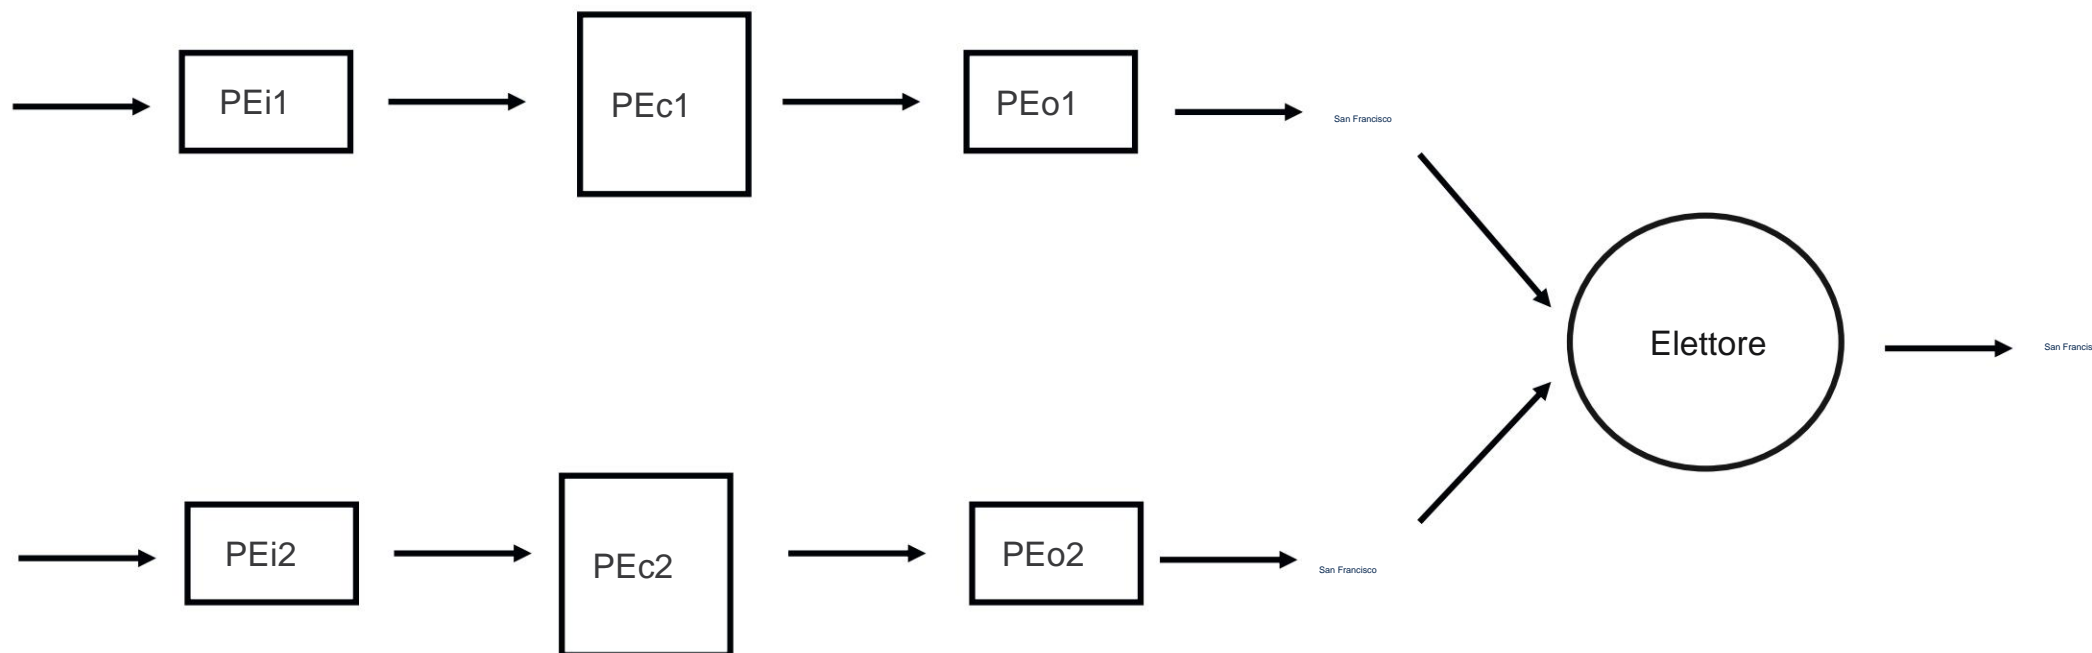 PEi1
PEc1
PEo1
San Francisco
Elettore
San Francis
PEi2
PEc2
PEo2
San Francisco